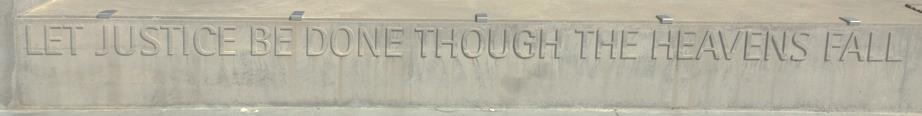 LET JUSTICE BE DONE THOUGH THE HEAVENS FALL